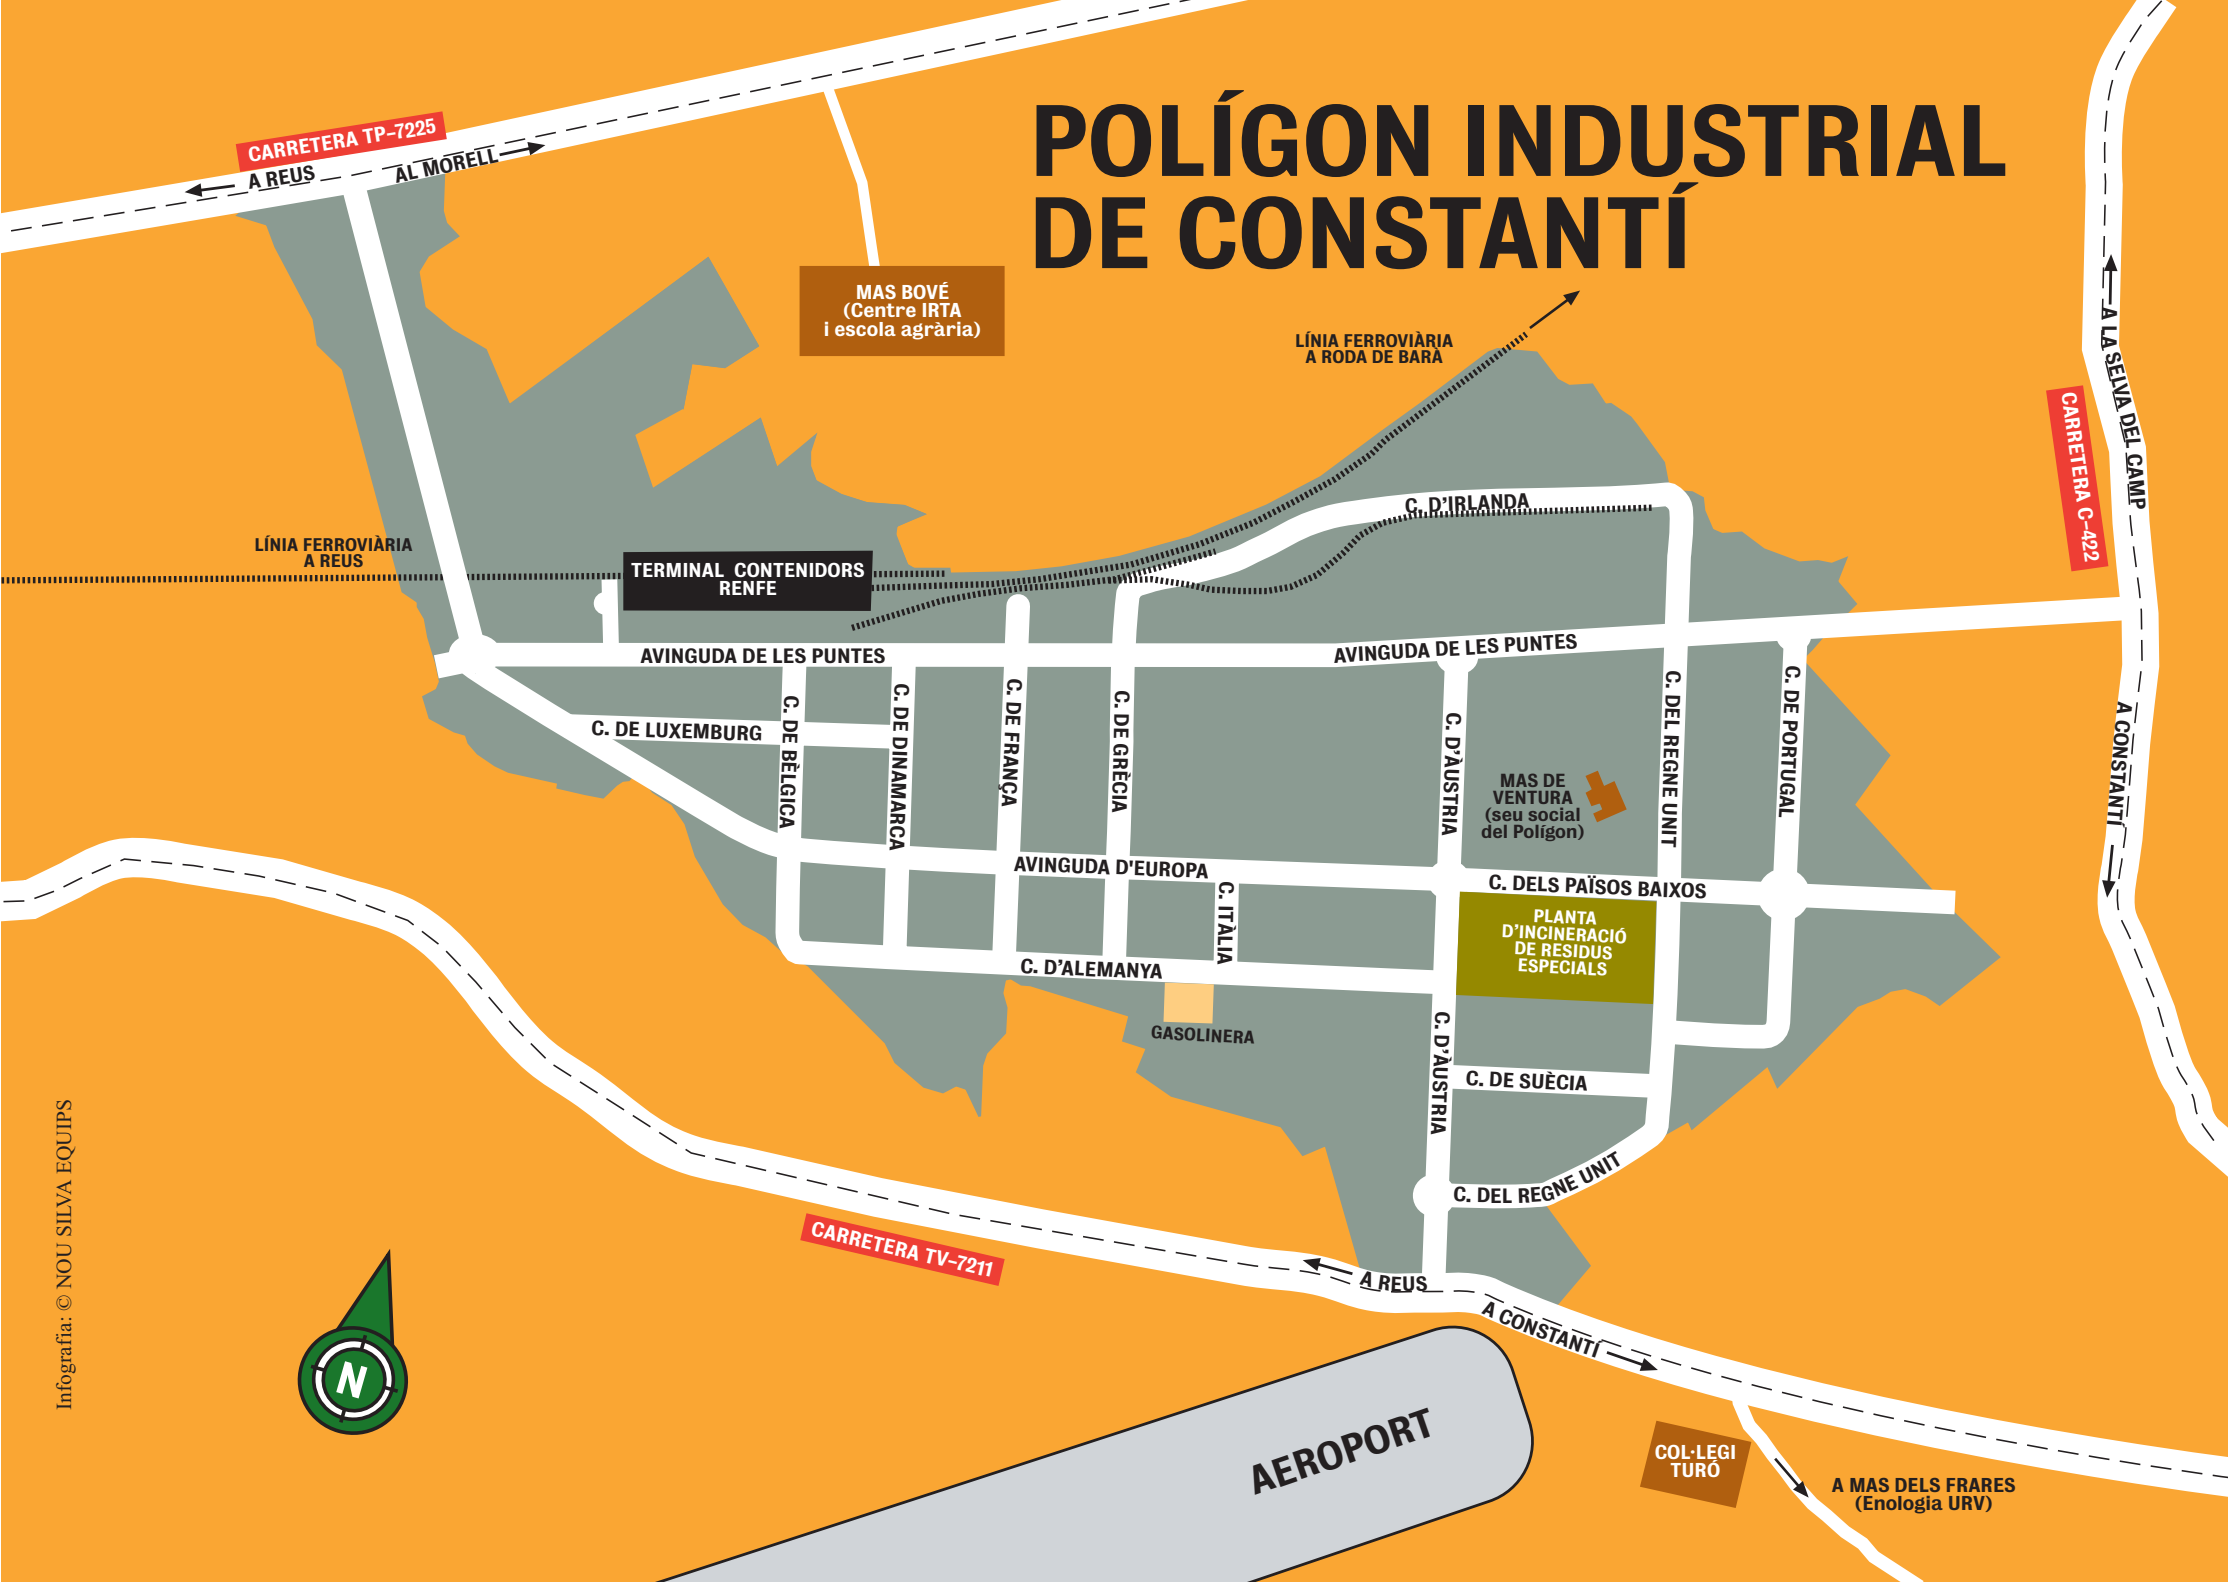 POLÍGON INDUSTRIAL
DE CONSTANTÍ
CARRETERA TP-7225
A REUS
AL MORELL
MAS BOVÉ
(Centre IRTA
i escola agrària)
LÍNIA FERROVIÀRIA
A RODA DE BARÀ
A LA SELVA DEL CAMP
CARRETERA C-422
A CONSTANTÍ
LÍNIA FERROVIÀRIA
A REUS
TERMINAL CONTENIDORS
RENFE
C. D'IRLANDA
AVINGUDA DE LES PUNTES
AVINGUDA DE LES PUNTES
C. DE LUXEMBURG
C. DE BÈLGICA
C. DE DINAMARCA
C. DE FRANÇA
C. DE GRÈCIA
C. D'ÀUSTRIA
C. DEL REGNE UNIT
C. DE PORTUGAL
MAS DE
VENTURA
(seu social
del Polígon)
AVINGUDA D'EUROPA
C. DELS PAÏSOS BAIXOS
C. ITÀLIA
PLANTA
D'INCINERACIÓ
DE RESIDUS
ESPECIALS
C. D'ALEMANYA
GASOLINERA
C. D'ÀUSTRIA
C. DE SUÈCIA
C. DEL REGNE UNIT
CARRETERA TV-7211
A REUS
A CONSTANTÍ
AEROPORT
COL·LEGI
TURÓ
A MAS DELS FRARES
(Enologia URV)
N
Infografia: © NOU SILVA EQUIPS